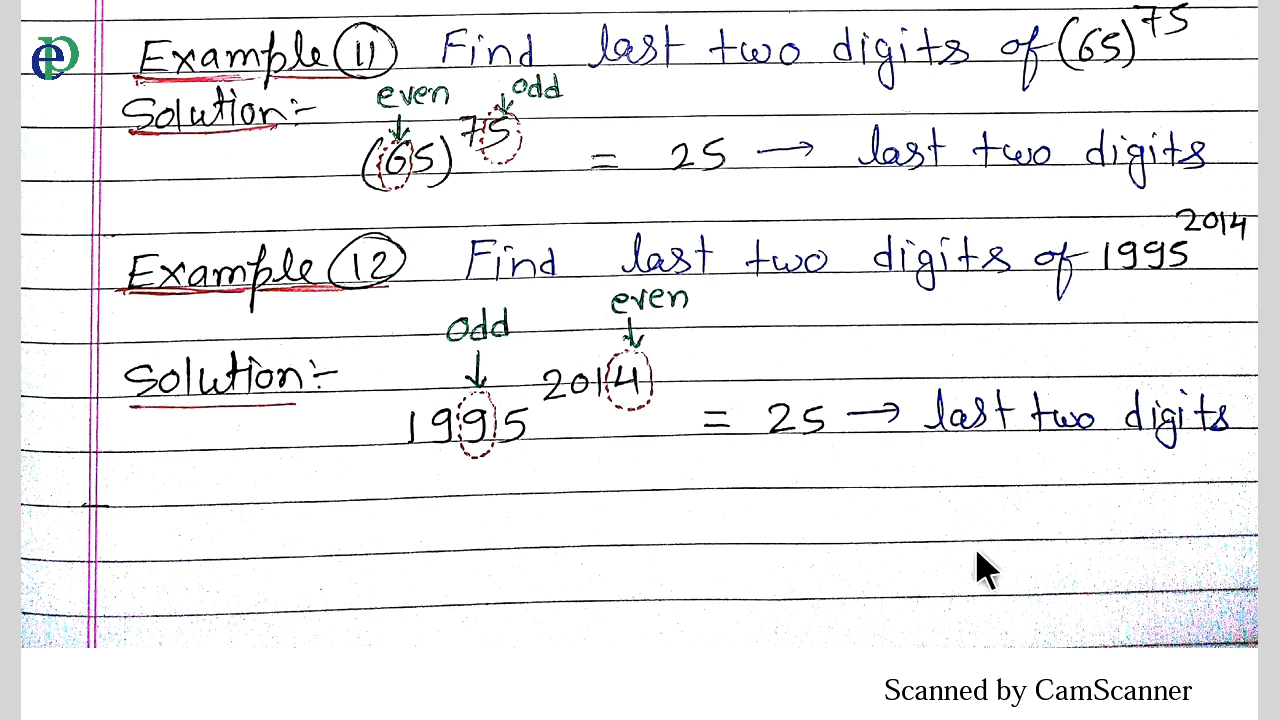 Example 11 Find last two digits of (65)^75
Solution:-
even odd
(65)^75 = 25 → last two digits
Example 12 Find last two digits of 1995^2014
odd even
Solution:-
1995^2014 = 25 → last two digits
Scanned by CamScanner